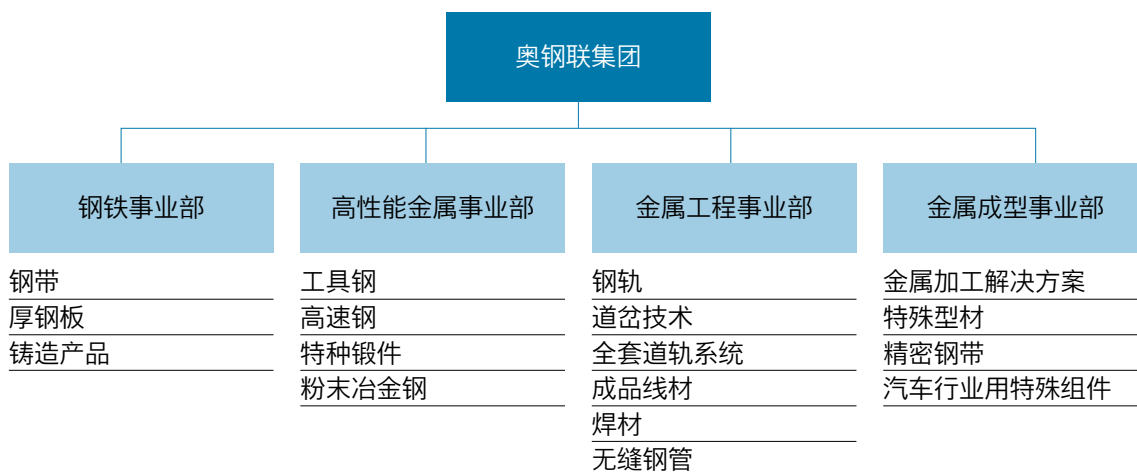 奥钢联集团
钢铁事业部
钢带
厚钢板
铸造产品
高性能金属事业部
工具钢
高速钢
特种锻件
粉末冶金钢
金属工程事业部
钢轨
道岔技术
全套道轨系统
成品线材
焊材
无缝钢管
金属成型事业部
金属加工解决方案
特殊型材
精密钢带
汽车行业用特殊组件